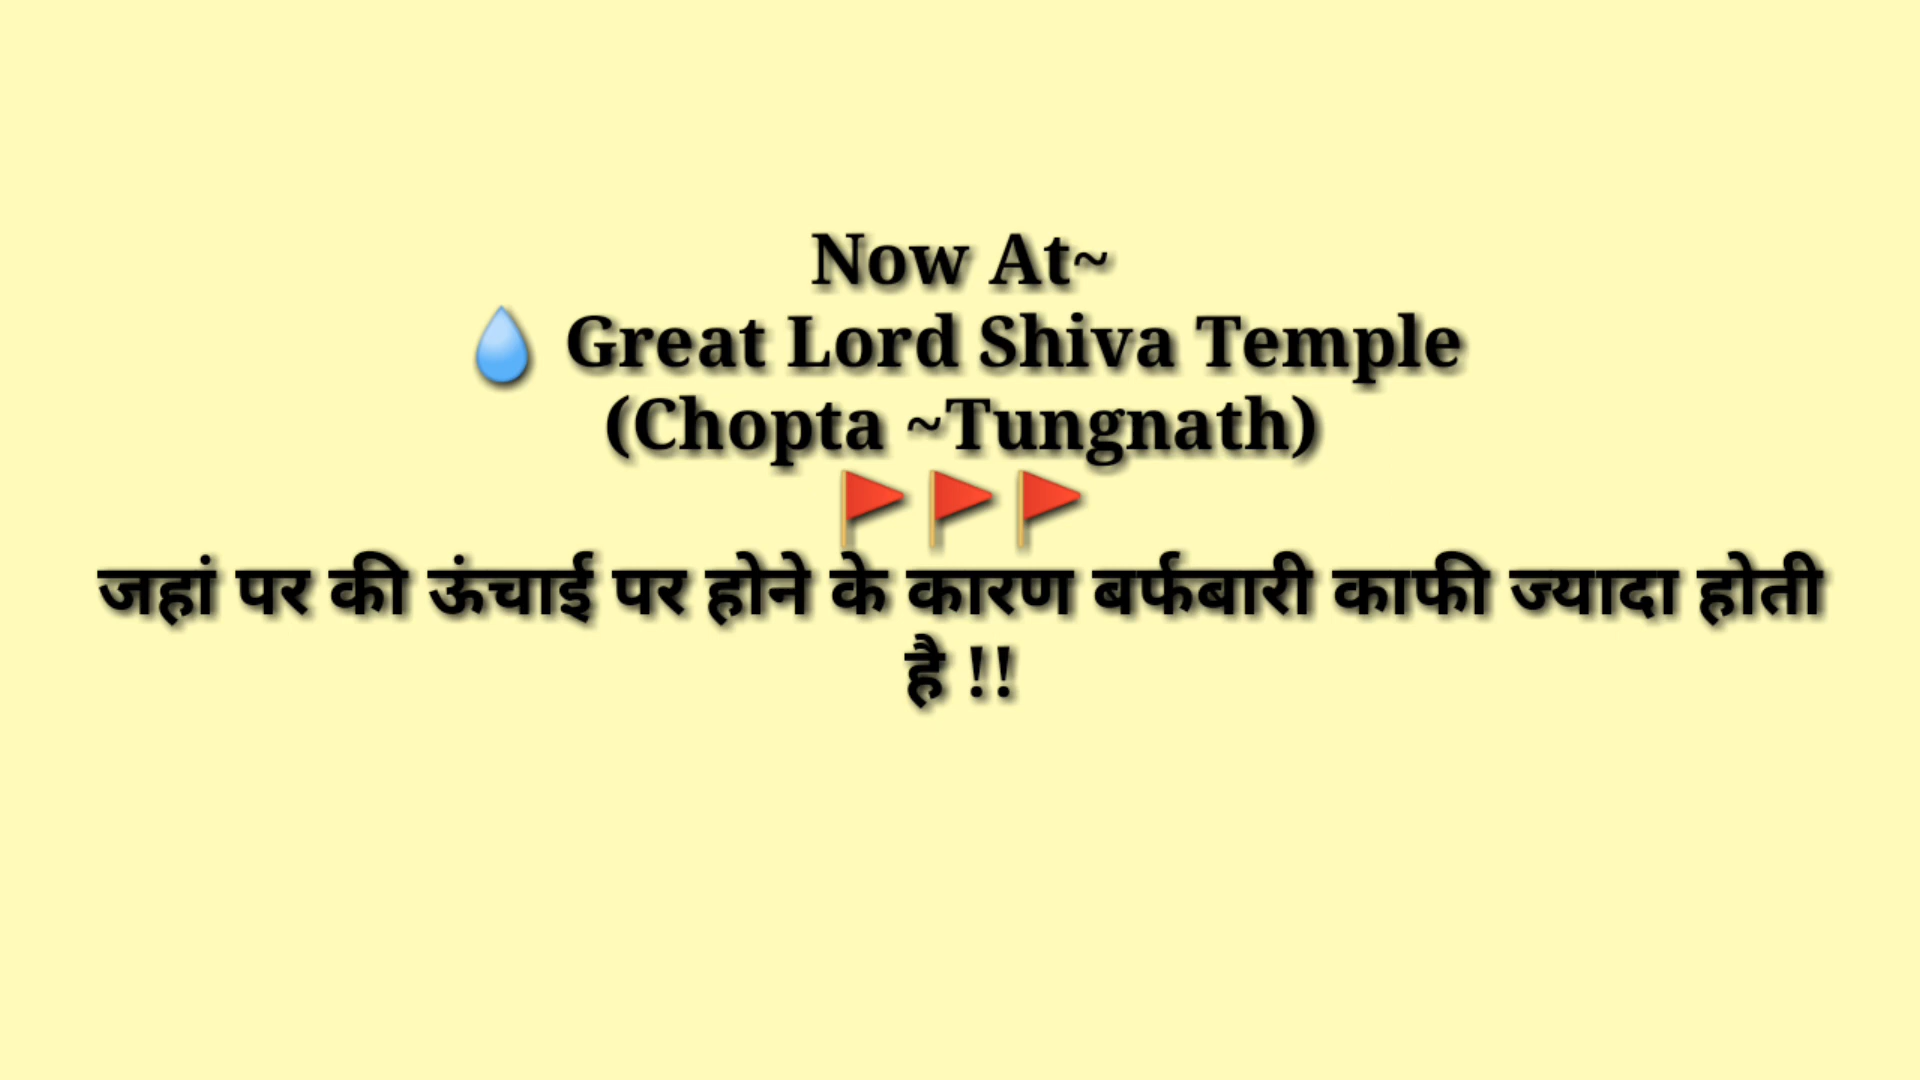 Now At~
💧 Great Lord Shiva Temple
(Chopta ~Tungnath)
🚩🚩🚩
जहां पर की ऊंचाई पर होने के कारण बर्फबारी काफी ज्यादा होती
है !!